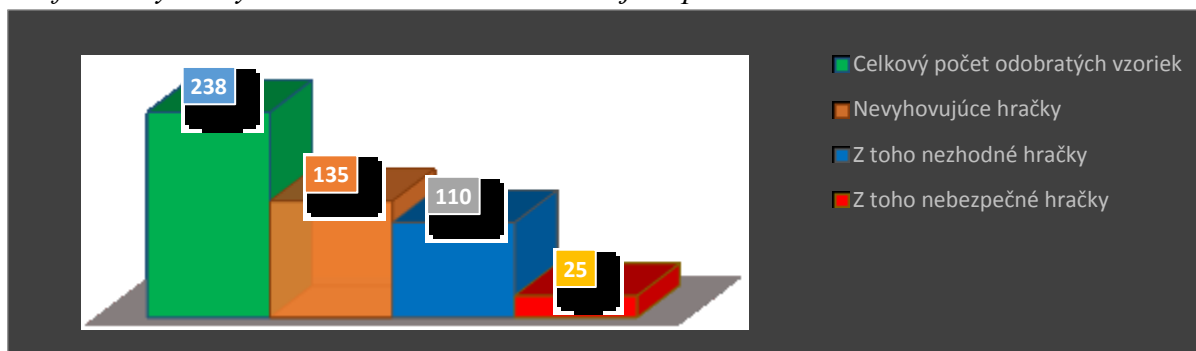 238
135
110
25
Celkový počet odobratých vzoriek
Nevyhovujúce hračky
Z toho nezhodné hračky
Z toho nebezpečné hračky